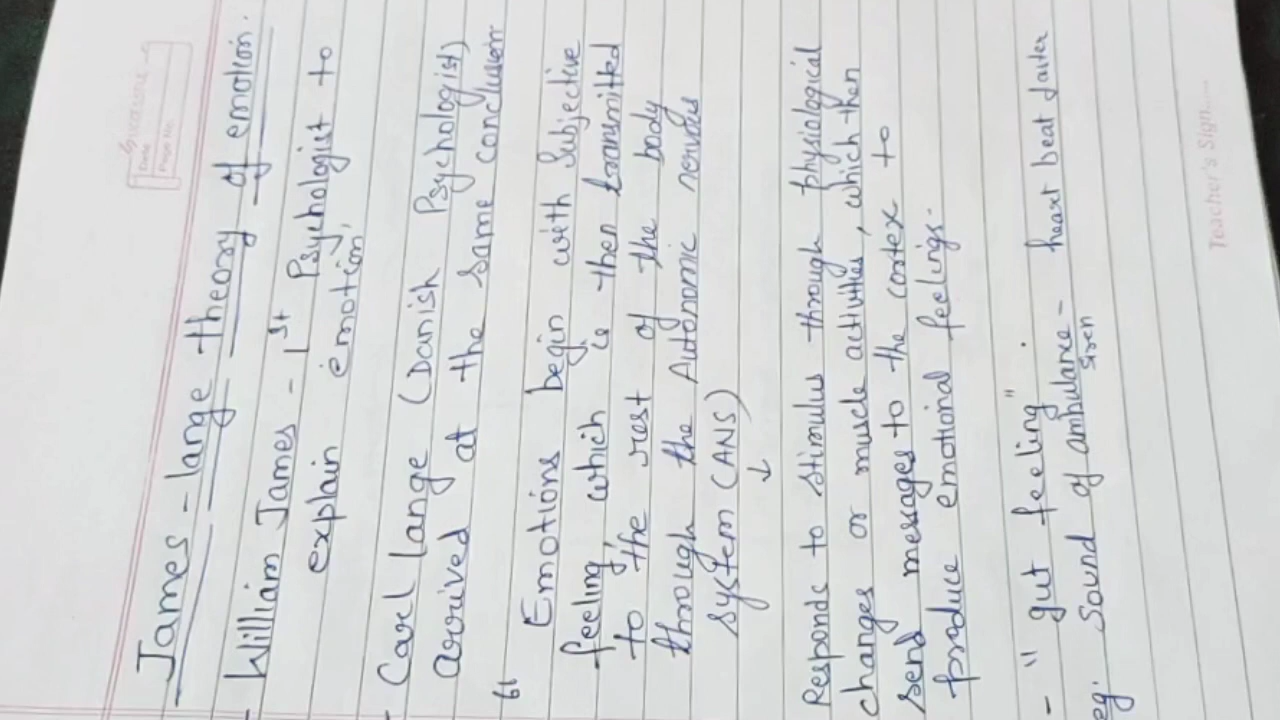 Date
Page No.
James - lange theory of emotion.
- William James - 1st Psychologist to
explain emotion,
- Carl lange (Danish Psychologist)
arrived at the same conclusion
"
Emotions begin with Subjective
feeling which is then transmitted
to the rest of the body
through the Autonomic nervous
system (ANS)
↓
Responds to stimulus through physiological
changes or muscle activities, which then
send messages to the cortex to
produce emotional feelings.
- "gut feeling".
eg. Sound of ambulance - heart beat faster
siren
Teacher's Sign.....